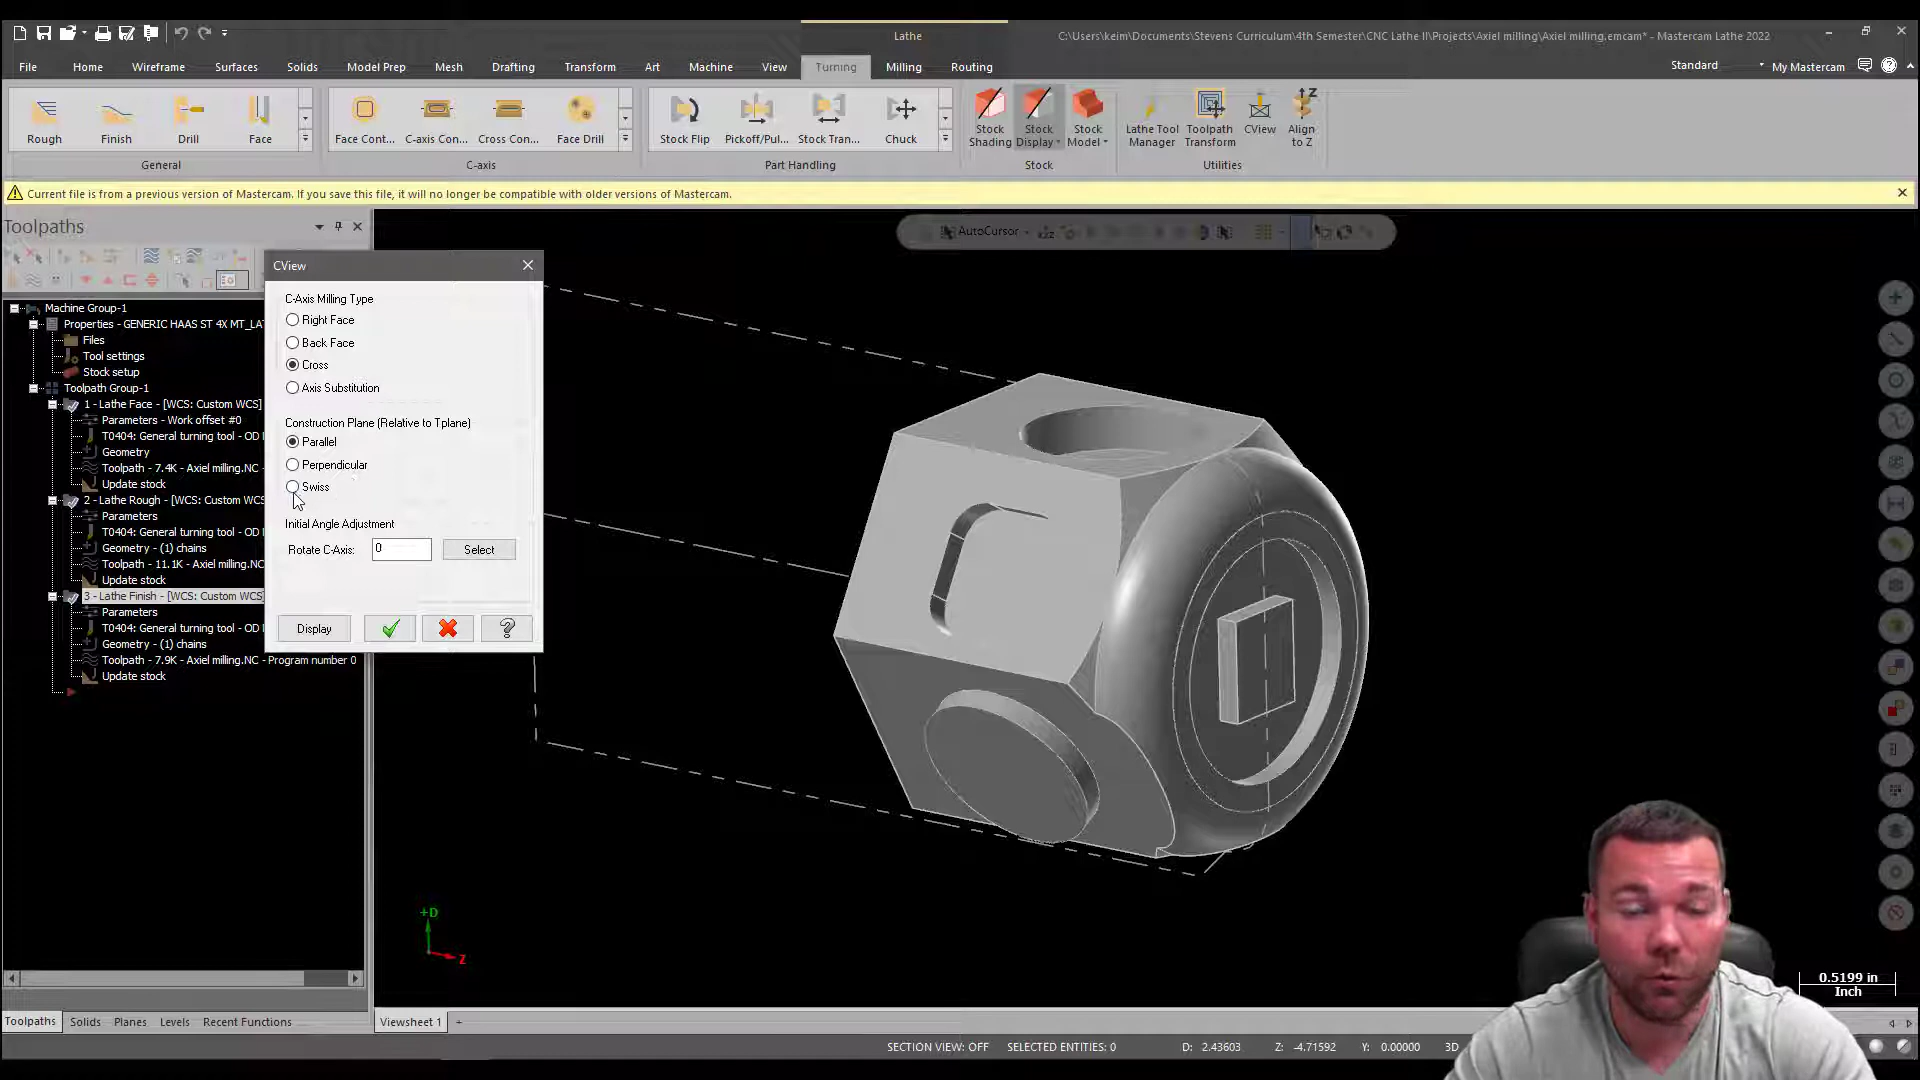 Lathe
C:\Users\keim\Documents\Stevens Curriculum\4th Semester\CNC Lathe II\Projects\Axiel milling\Axiel milling.emcam* - Mastercam Lathe 2022
File Home Wireframe Surfaces Solids Model Prep Mesh Drafting Transform Art Machine View Turning Milling Routing
Standard My Mastercam
Rough Finish Drill Face
General
Face Cont... C-axis Con... Cross Con... Face Drill
C-axis
Stock Flip Pickoff/Pul... Stock Tran... Chuck
Part Handling
Stock Shading
Stock Display
Stock Model
Stock
Lathe Tool Manager
Toolpath Transform
CView
Align to Z
Utilities
Current file is from a previous version of Mastercam. If you save this file, it will no longer be compatible with older versions of Mastercam.
Toolpaths
AutoCursor
Machine Group-1
Properties - GENERIC HAAS ST 4X MT_LA
Files
Tool settings
Stock setup
Toolpath Group-1
1 - Lathe Face - [WCS: Custom WCS]
Parameters - Work offset #0
T0404: General turning tool - OD
Geometry
Toolpath - 7.4K - Axiel milling.NC -
Update stock
2 - Lathe Rough - [WCS: Custom WCS
Parameters
T0404: General turning tool - OD
Geometry - (1) chains
Toolpath - 11.1K - Axiel milling.NC
Update stock
3 - Lathe Finish - [WCS: Custom WCS]
Parameters
T0404: General turning tool - OD
Geometry - (1) chains
Toolpath - 7.9K - Axiel milling.NC - Program number 0
Update stock
CView
C-Axis Milling Type
Right Face
Back Face
Cross
Axis Substitution
Construction Plane (Relative to Tplane)
Parallel
Perpendicular
Swiss
Initial Angle Adjustment
Rotate C-Axis: 0 Select
Display
+D
Z
0.5199 in
Inch
Toolpaths Solids Planes Levels Recent Functions
Viewsheet 1
SECTION VIEW: OFF SELECTED ENTITIES: 0 D: 2.43603 Z: -4.71592 Y: 0.00000 3D